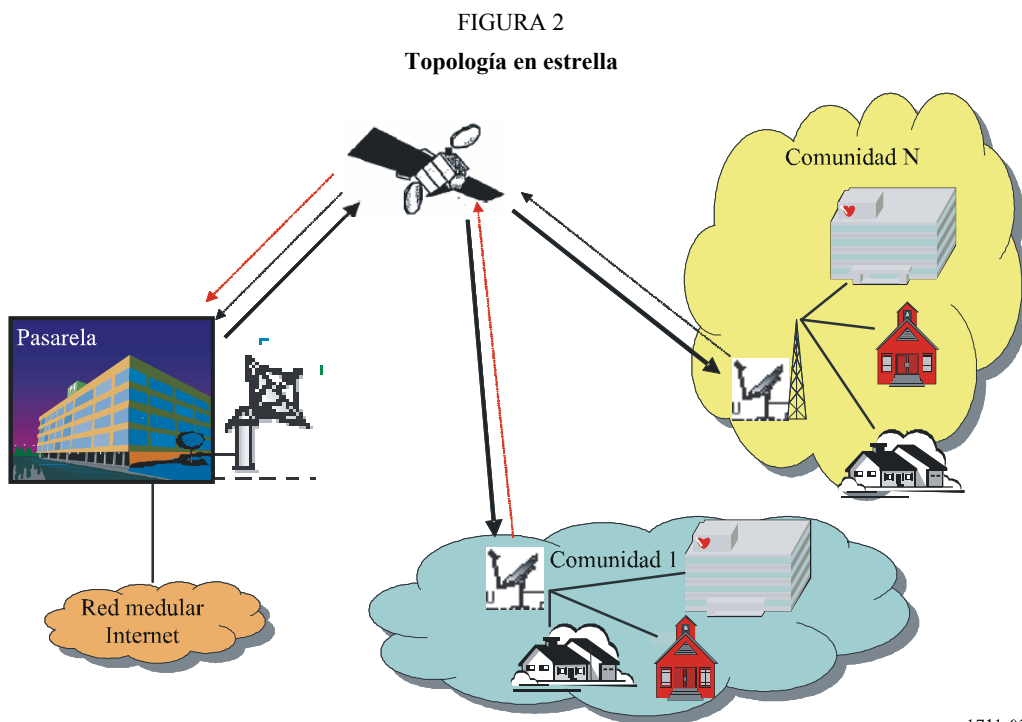 FIGURA 2
Topología en estrella
Comunidad N
Pasarela
Comunidad 1
Red medular
Internet